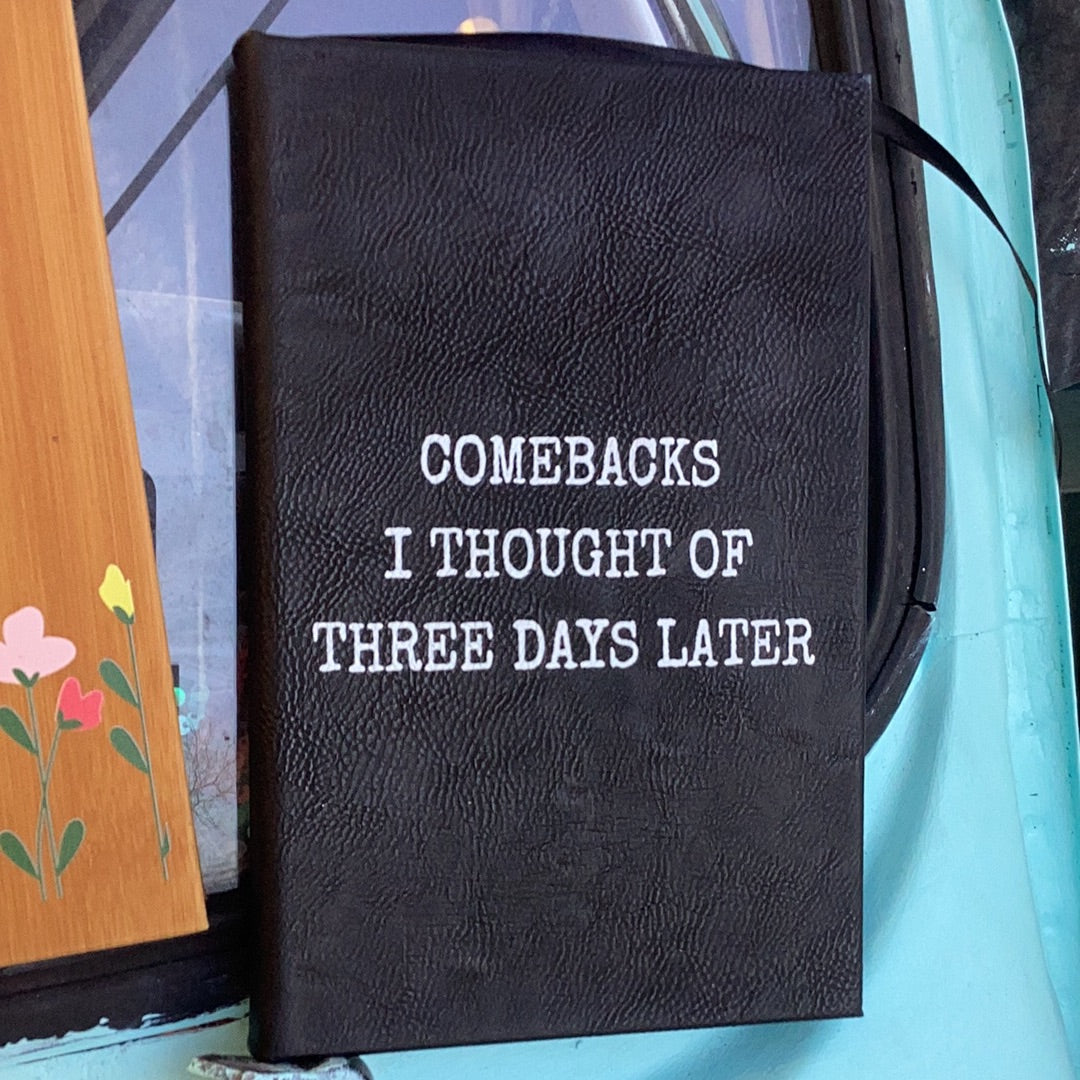 COMEBACKS
I THOUGHT OF
THREE DAYS LATER